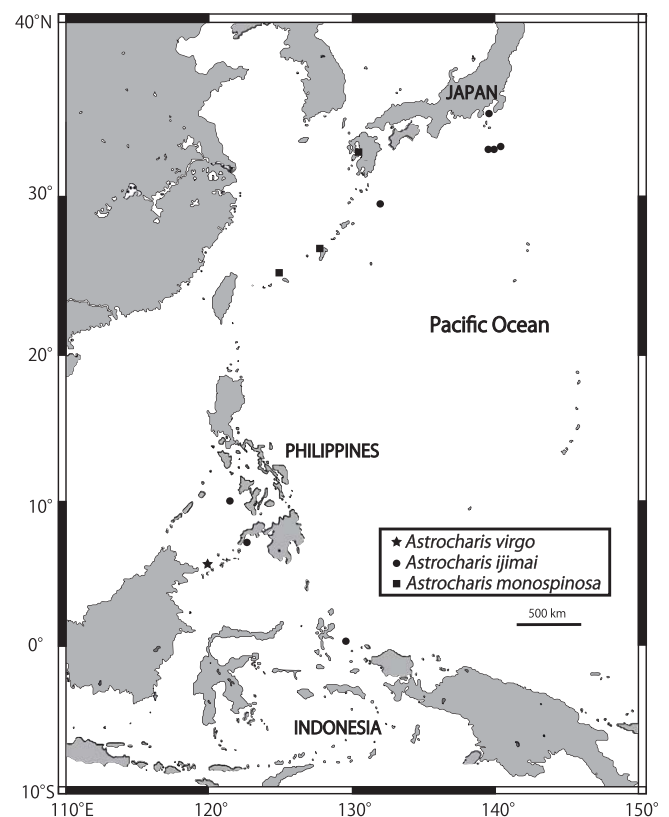 40°N
JAPAN
30°
Pacific Ocean
20°
PHILIPPINES
10°
Astrocharis virgo
Astrocharis ijimai
Astrocharis monospinosa
500 km
0°
INDONESIA
10°S
110°E 120° 130° 140° 150°